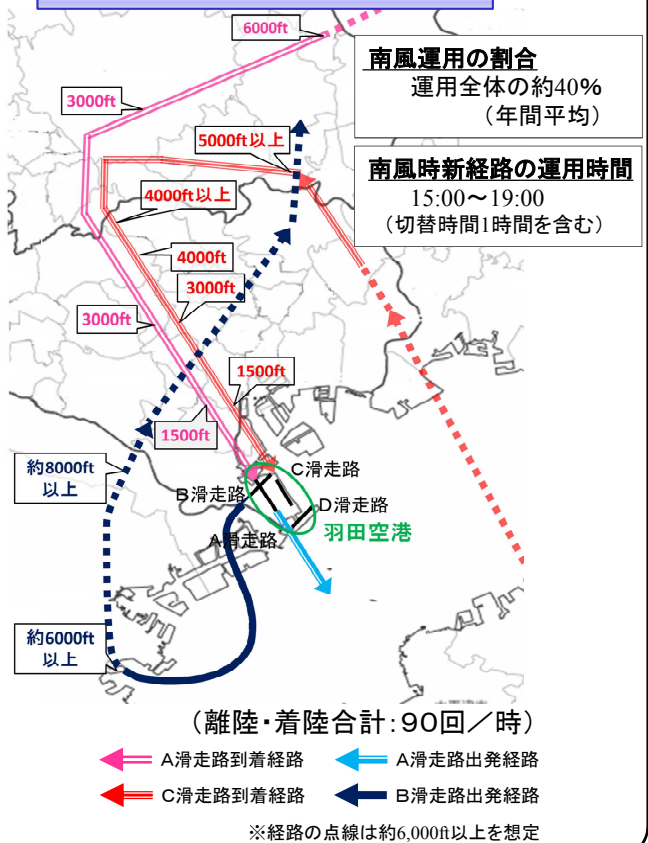 6000ft
南風運用の割合
運用全体の約40%
(年間平均)
3000ft
5000ft以上
南風時新経路の運用時間
15:00～19:00
(切替時間1時間を含む)
4000ft以上
4000ft
3000ft
3000ft
1500ft
1500ft
約8000ft
以上
C滑走路
B滑走路
D滑走路
A滑走路
羽田空港
約6000ft
以上
(離陸・着陸合計:90回/時)
A滑走路到着経路
A滑走路出発経路
C滑走路到着経路
B滑走路出発経路
※経路の点線は約6,000ft以上を想定